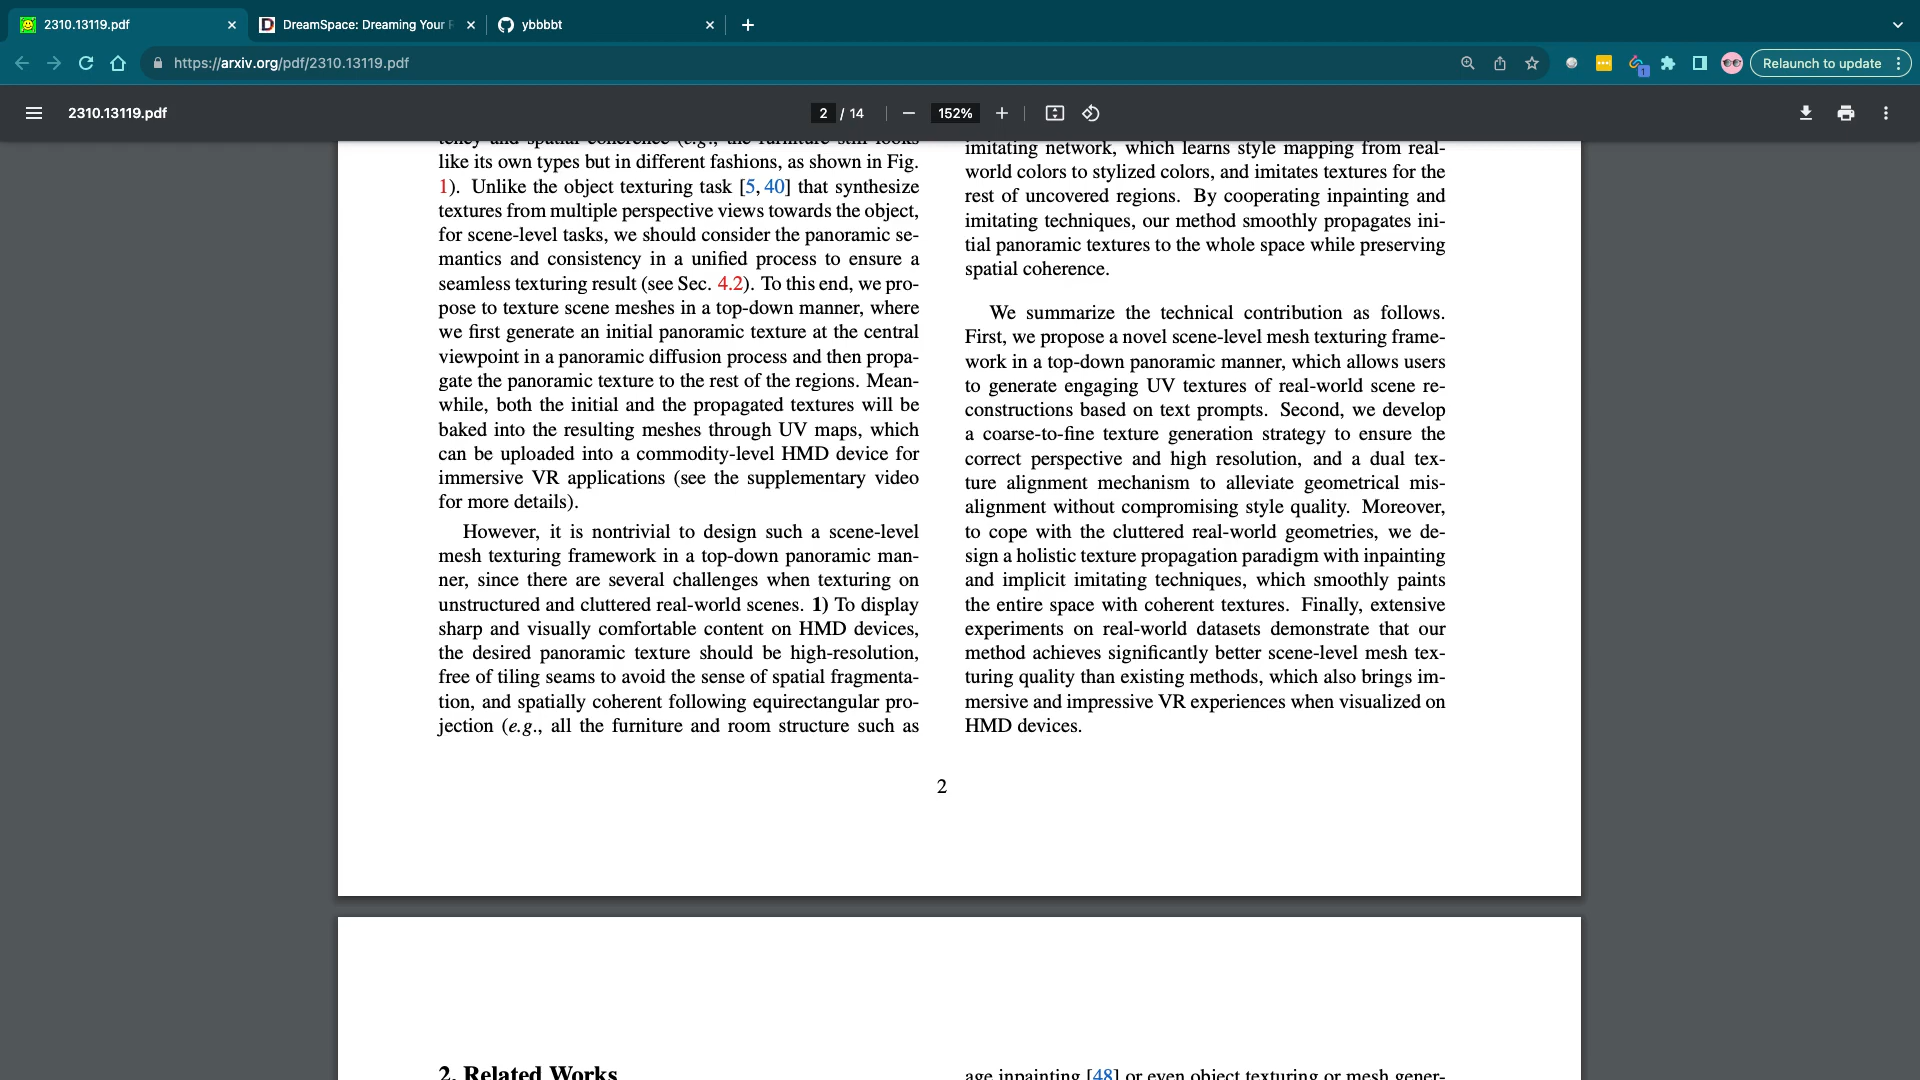 2310.13119.pdf
DreamSpace: Dreaming Your
ybbbbt
https://arxiv.org/pdf/2310.13119.pdf
1
Relaunch to update
2310.13119.pdf
2 / 14
152%
tency and spatial coherence (e.g., the furniture still looks
like its own types but in different fashions, as shown in Fig.
1). Unlike the object texturing task [5, 40] that synthesize
textures from multiple perspective views towards the object,
for scene-level tasks, we should consider the panoramic se-
mantics and consistency in a unified process to ensure a
seamless texturing result (see Sec. 4.2). To this end, we pro-
pose to texture scene meshes in a top-down manner, where
we first generate an initial panoramic texture at the central
viewpoint in a panoramic diffusion process and then propa-
gate the panoramic texture to the rest of the regions. Mean-
while, both the initial and the propagated textures will be
baked into the resulting meshes through UV maps, which
can be uploaded into a commodity-level HMD device for
immersive VR applications (see the supplementary video
for more details).
However, it is nontrivial to design such a scene-level
mesh texturing framework in a top-down panoramic man-
ner, since there are several challenges when texturing on
unstructured and cluttered real-world scenes. 1) To display
sharp and visually comfortable content on HMD devices,
the desired panoramic texture should be high-resolution,
free of tiling seams to avoid the sense of spatial fragmenta-
tion, and spatially coherent following equirectangular pro-
jection (e.g., all the furniture and room structure such as
imitating network, which learns style mapping from real-
world colors to stylized colors, and imitates textures for the
rest of uncovered regions. By cooperating inpainting and
imitating techniques, our method smoothly propagates ini-
tial panoramic textures to the whole space while preserving
spatial coherence.
We summarize the technical contribution as follows.
First, we propose a novel scene-level mesh texturing frame-
work in a top-down panoramic manner, which allows users
to generate engaging UV textures of real-world scene re-
constructions based on text prompts. Second, we develop
a coarse-to-fine texture generation strategy to ensure the
correct perspective and high resolution, and a dual tex-
ture alignment mechanism to alleviate geometrical mis-
alignment without compromising style quality. Moreover,
to cope with the cluttered real-world geometries, we de-
sign a holistic texture propagation paradigm with inpainting
and implicit imitating techniques, which smoothly paints
the entire space with coherent textures. Finally, extensive
experiments on real-world datasets demonstrate that our
method achieves significantly better scene-level mesh tex-
turing quality than existing methods, which also brings im-
mersive and impressive VR experiences when visualized on
HMD devices.
2
2. Related Works
age inpainting [48] or even object texturing or mesh gener-